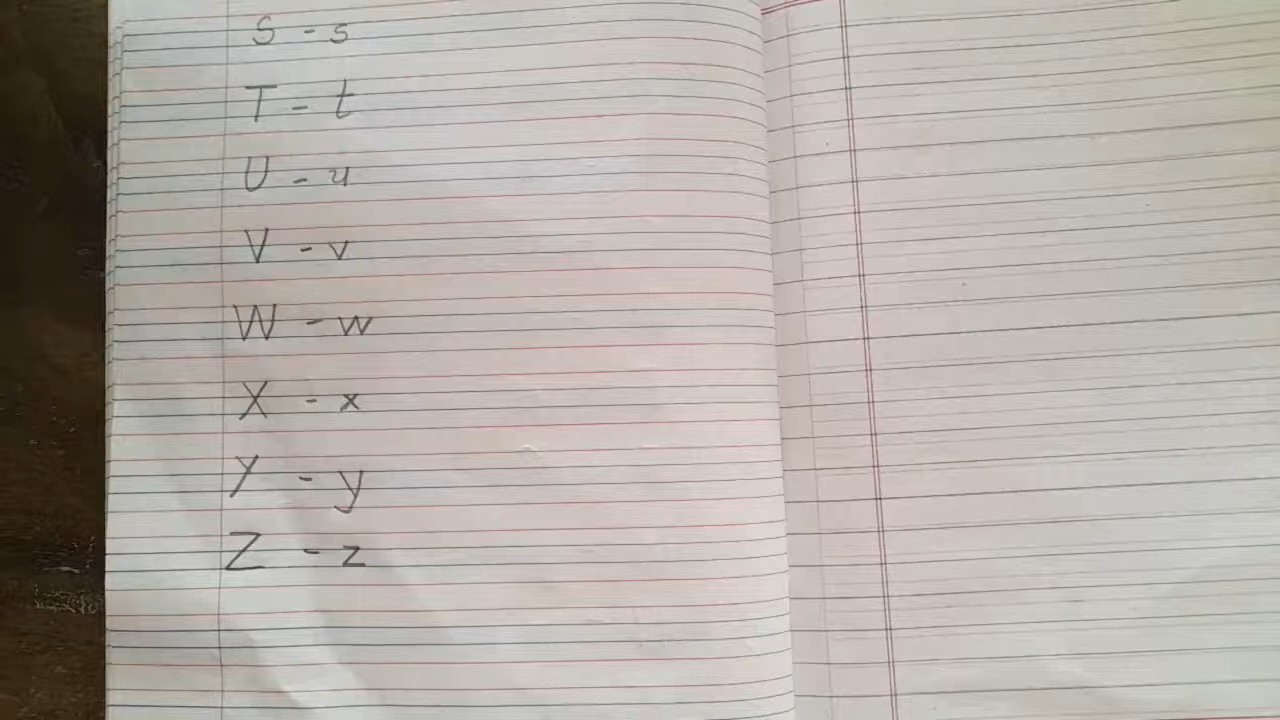 S - s
T - t
U - u
V - v
W - w
X - x
Y - y
Z - z